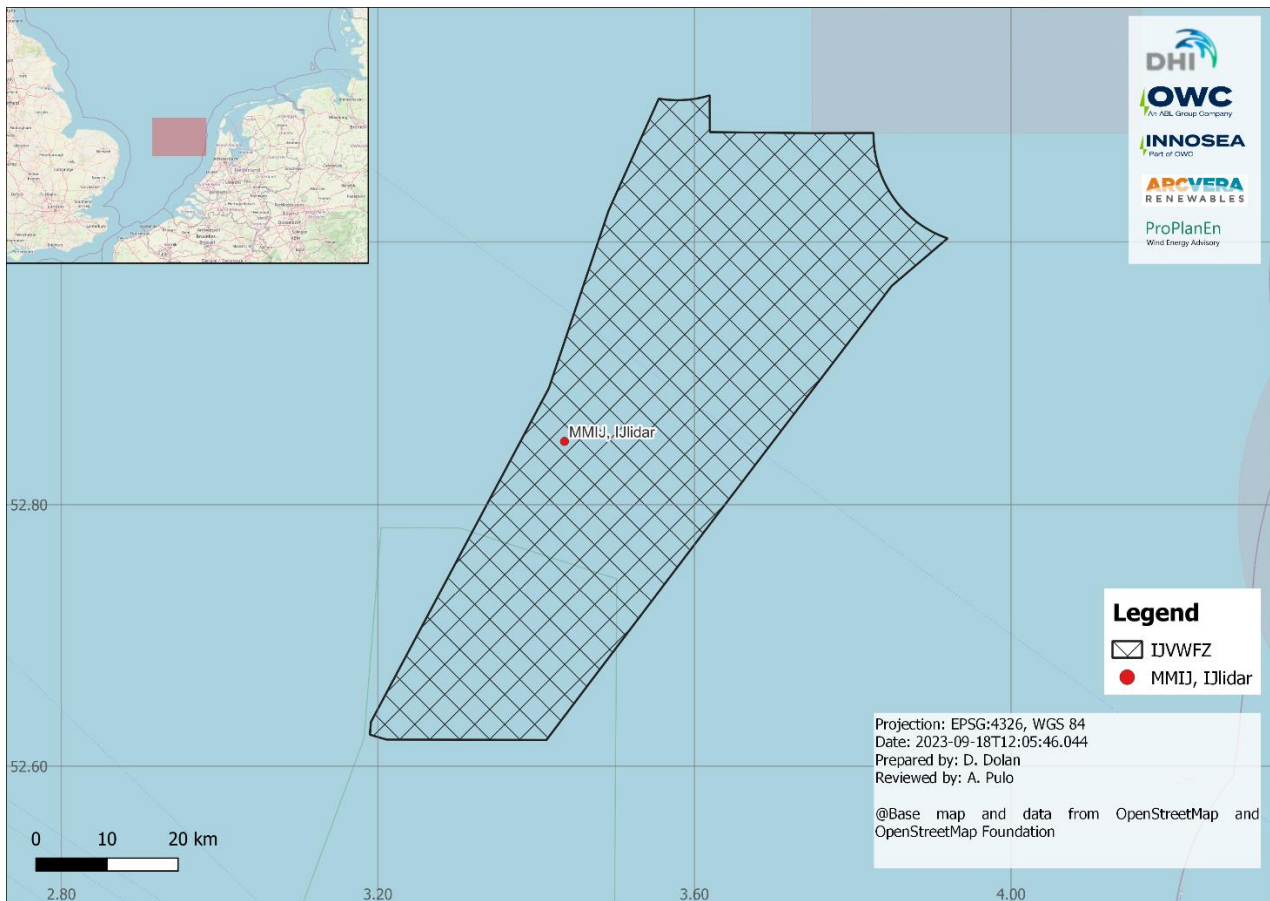 DHI
OWC
An ABL Group Company
INNOSEA
Part of OWC
ARCVERA
RENEWABLES
ProPlanEn
Wind Energy Advisory
MMIJ, IJlidar
52.80
52.60
Legend
IJVWFZ
MMIJ, IJlidar
Projection: EPSG:4326, WGS 84
Date: 2023-09-18T12:05:46.044
Prepared by: D. Dolan
Reviewed by: A. Pulo
@Base map and data from OpenStreetMap and
OpenStreetMap Foundation
0 10 20 km
2.80 3.20 3.60 4.00